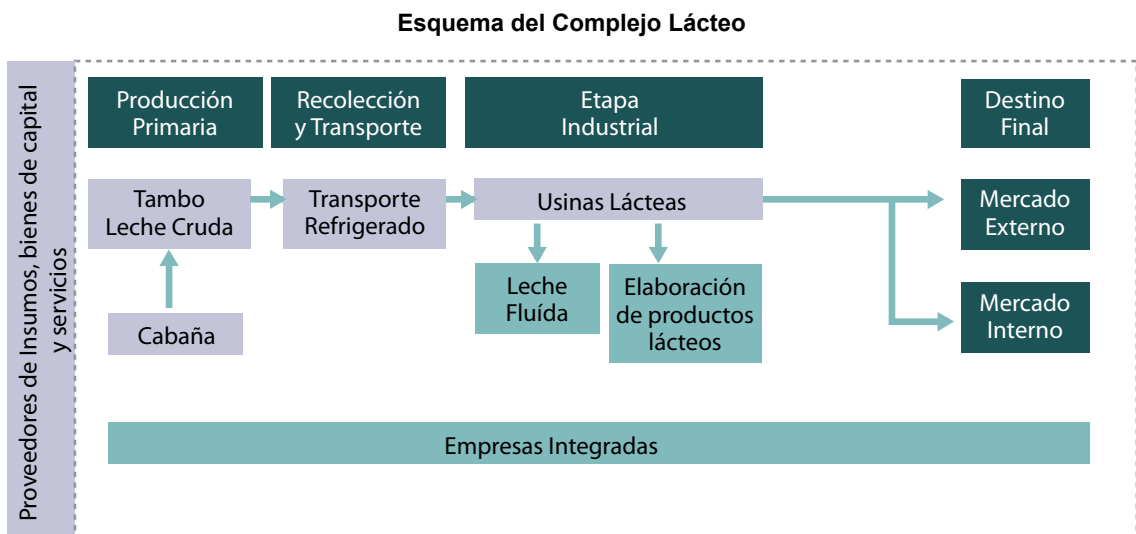 Esquema del Complejo Lácteo
Proveedores de Insumos, bienes de capital
y servicios
Producción
Primaria
Recolección
y Transporte
Etapa
Industrial
Destino
Final
Tambo
Leche Cruda
Transporte
Refrigerado
Usinas Lácteas
Mercado
Externo
Cabaña
Leche
Fluída
Elaboración
de productos
lácteos
Mercado
Interno
Empresas Integradas